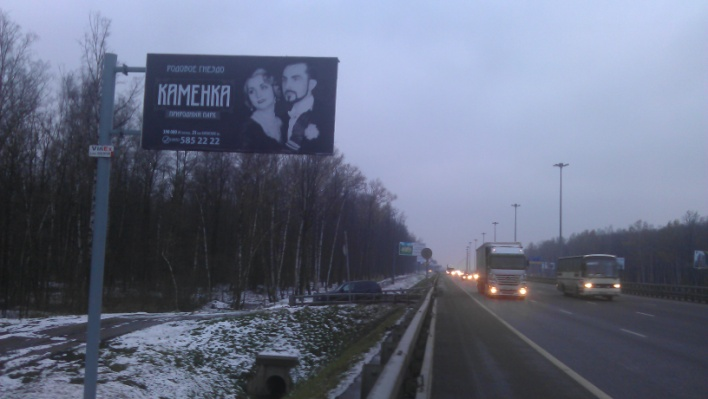 РОДОВОЕ ГНЕЗДО
КАМЕНКА
ПРИРОДНЫЙ ПАРК
585 22 22